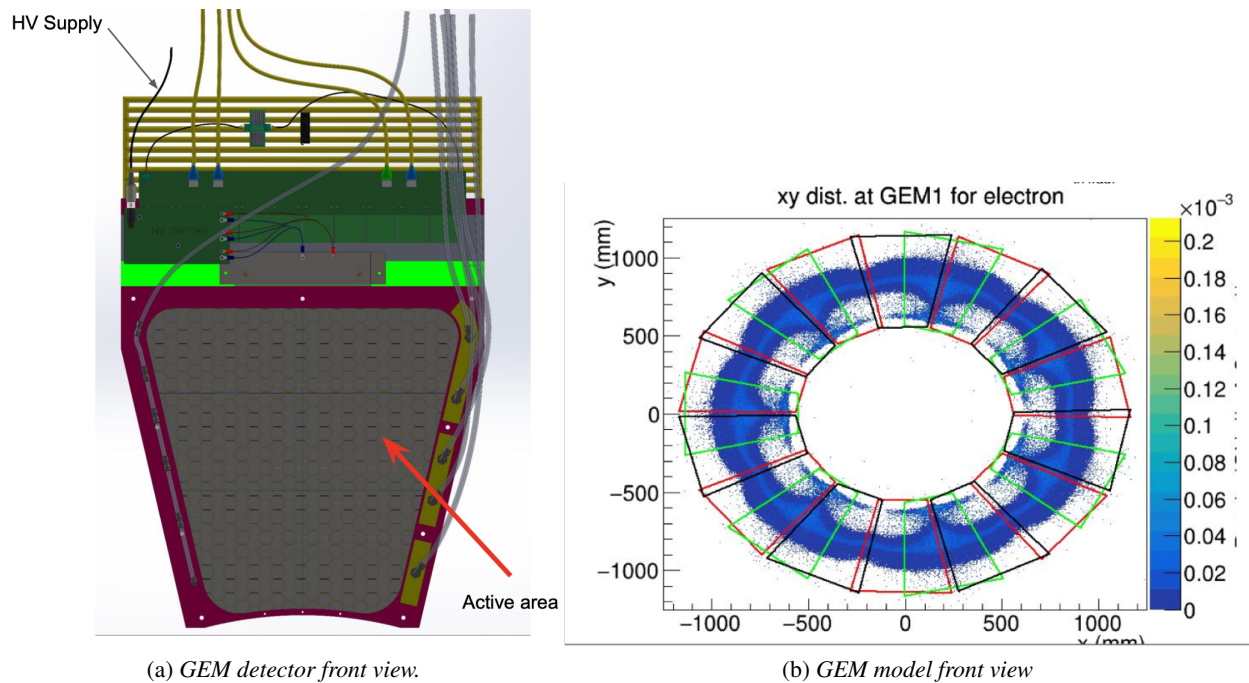 HV Supply
Active area
(a) GEM detector front view.
xy dist. at GEM1 for electron
×10⁻³
y (mm)
1000
500
0
−500
−1000
−1000 −500 0 500 1000
x (mm)
0.2
0.18
0.16
0.14
0.12
0.1
0.08
0.06
0.04
0.02
0
(b) GEM model front view